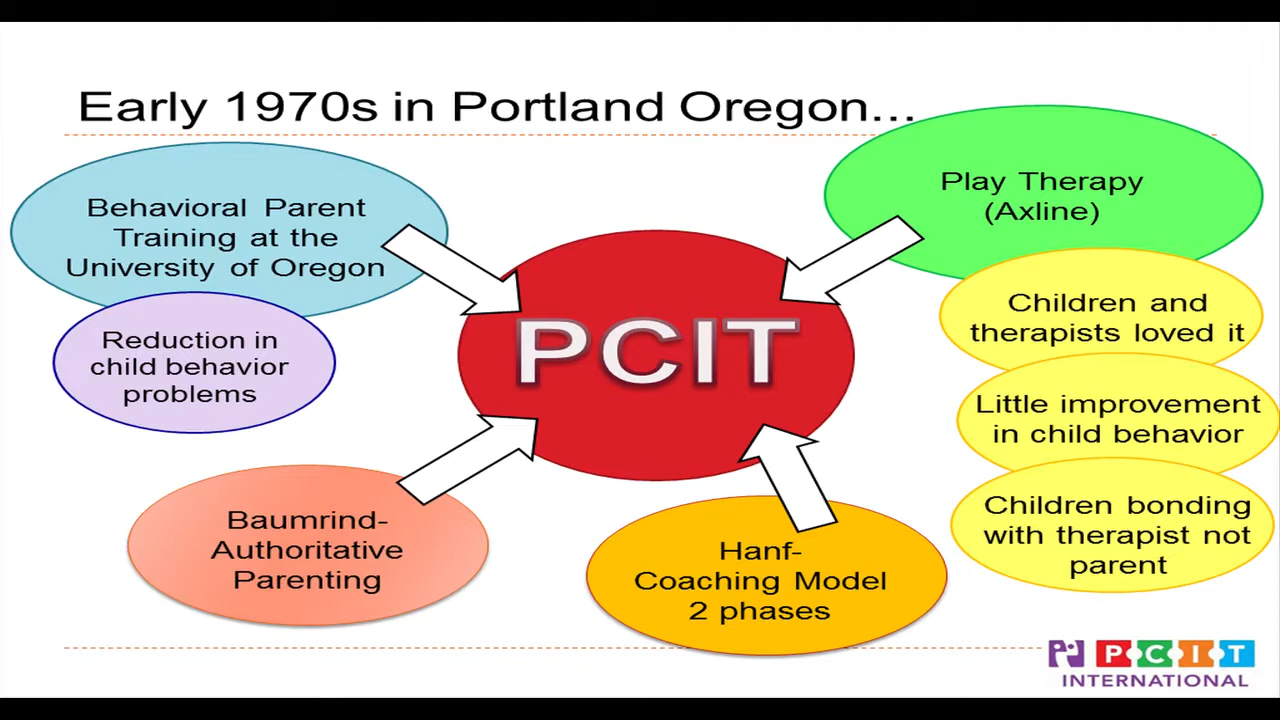 Early 1970s in Portland Oregon...
Behavioral Parent
Training at the
University of Oregon
Reduction in
child behavior
problems
Baumrind-
Authoritative
Parenting
PCIT
Hanf-
Coaching Model
2 phases
Play Therapy
(Axline)
Children and
therapists loved it
Little improvement
in child behavior
Children bonding
with therapist not
parent
PCIT
INTERNATIONAL